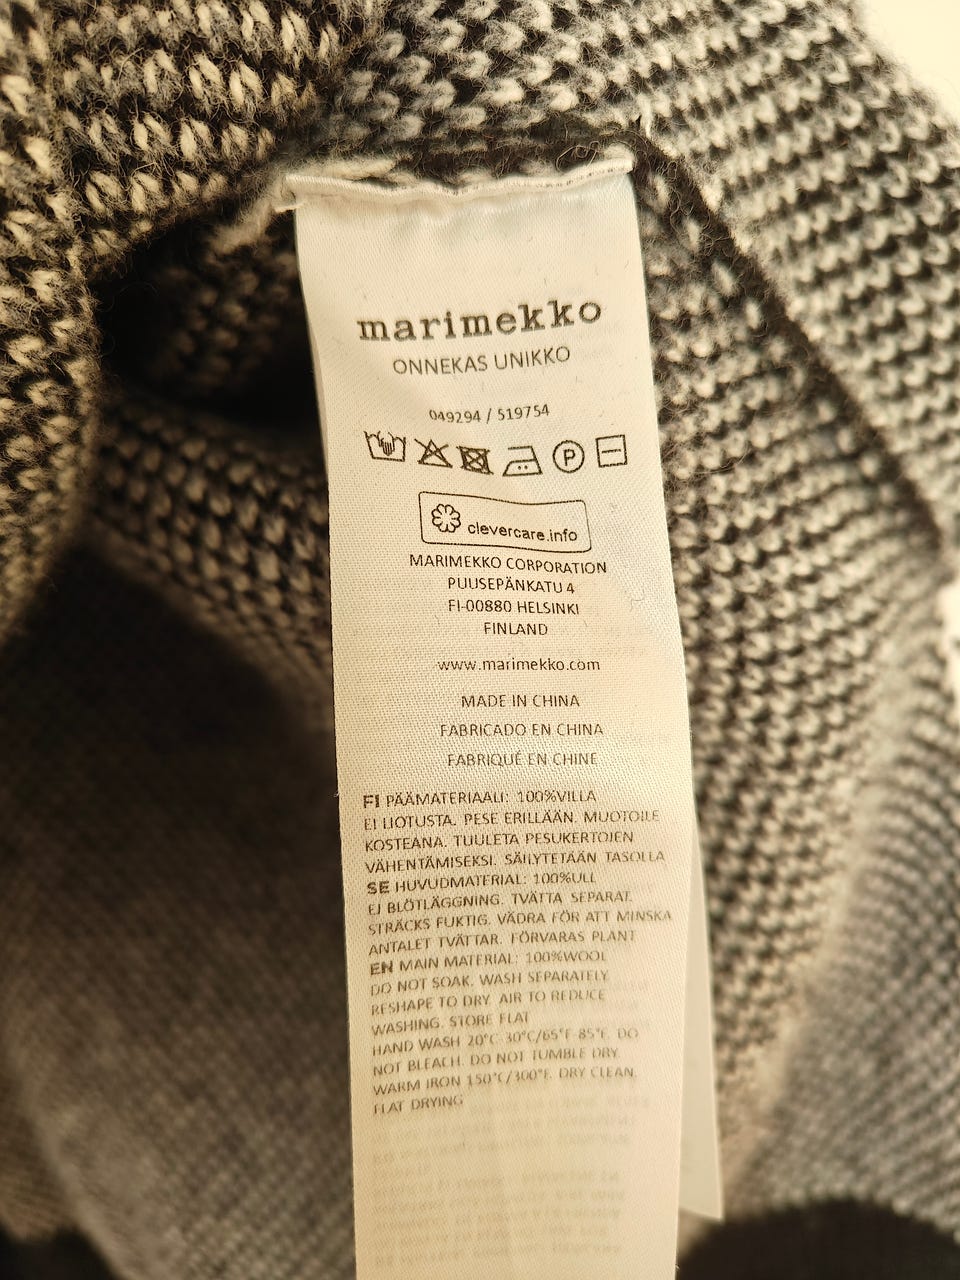 marimekko
ONNEKAS UNIKKO
049294 / 519754
P
clevercare.info
MARIMEKKO CORPORATION
PUUSEPÄNKATU 4
FI-00880 HELSINKI
FINLAND
www.marimekko.com
MADE IN CHINA
FABRICADO EN CHINA
FABRIQUÉ EN CHINE
FI PÄÄMATERIAALI: 100%VILLA
EI LIOTUSTA. PESE ERILLÄÄN. MUOTOILE
KOSTEANA. TUULETA PESUKERTOJEN
VÄHENTÄMISEKSI. SÄILYTETÄÄN TASOLLA
SE HUVUDMATERIAL: 100%ULL
EJ BLÖTLÄGGNING. TVÄTTA SEPARAT.
STRÄCKS FUKTIG. VÄDRA FÖR ATT MINSKA
ANTALET TVÄTTAR. FÖRVARAS PLANT
EN MAIN MATERIAL: 100%WOOL
DO NOT SOAK. WASH SEPARATELY.
RESHAPE TO DRY. AIR TO REDUCE
WASHING. STORE FLAT
HAND WASH 20°C-30°C/65°F-85°F. DO
NOT BLEACH. DO NOT TUMBLE DRY.
WARM IRON 150°C/300°F. DRY CLEAN.
FLAT DRYING